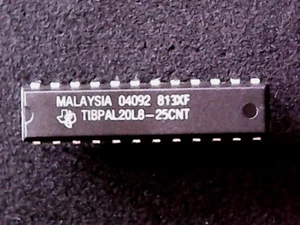 MALAYSIA 04092 813XF
TIBPAL20L8-25CNT